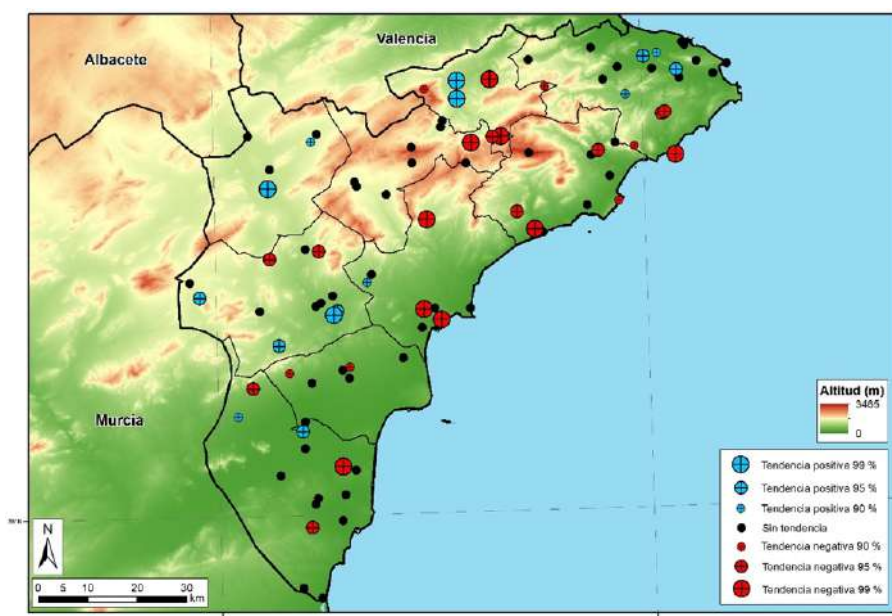 Valencia
Albacete
Murcia
Altitud (m)
3485
0
Tendencia positiva 99 %
Tendencia positiva 95 %
Tendencia positiva 90 %
Sin tendencia
Tendencia negativa 90 %
Tendencia negativa 95 %
Tendencia negativa 99 %
N
0 5 10 20 30
km